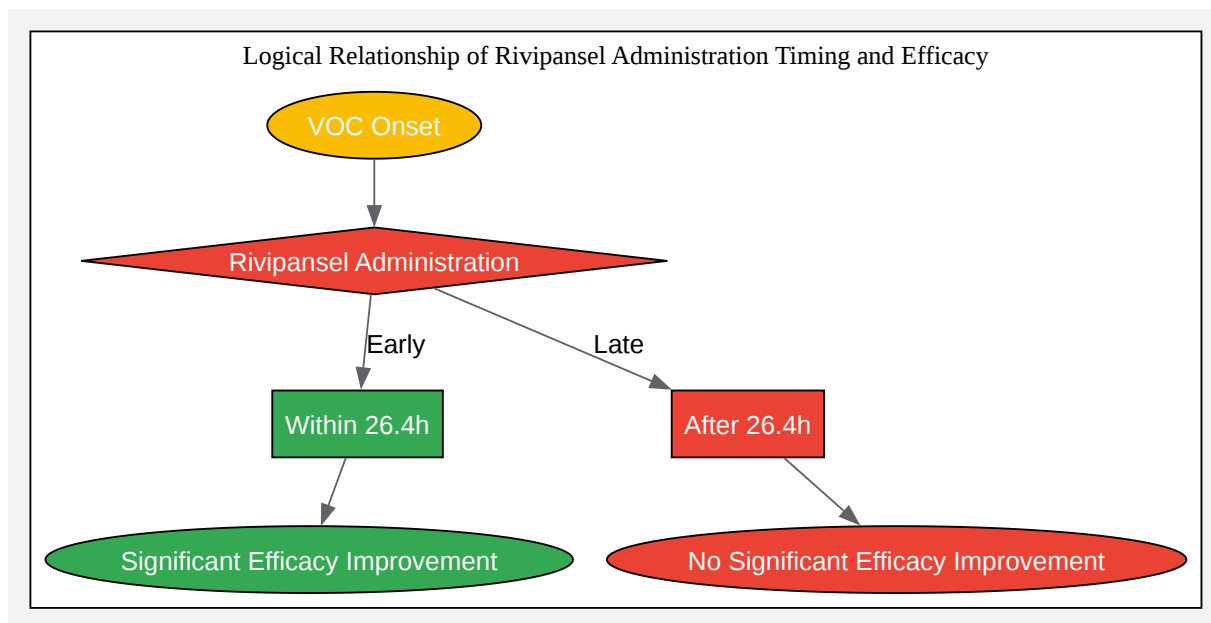 Logical Relationship of Rivipansel Administration Timing and Efficacy
VOC Onset
Rivipansel Administration
Early
Late
Within 26.4h
After 26.4h
Significant Efficacy Improvement
No Significant Efficacy Improvement